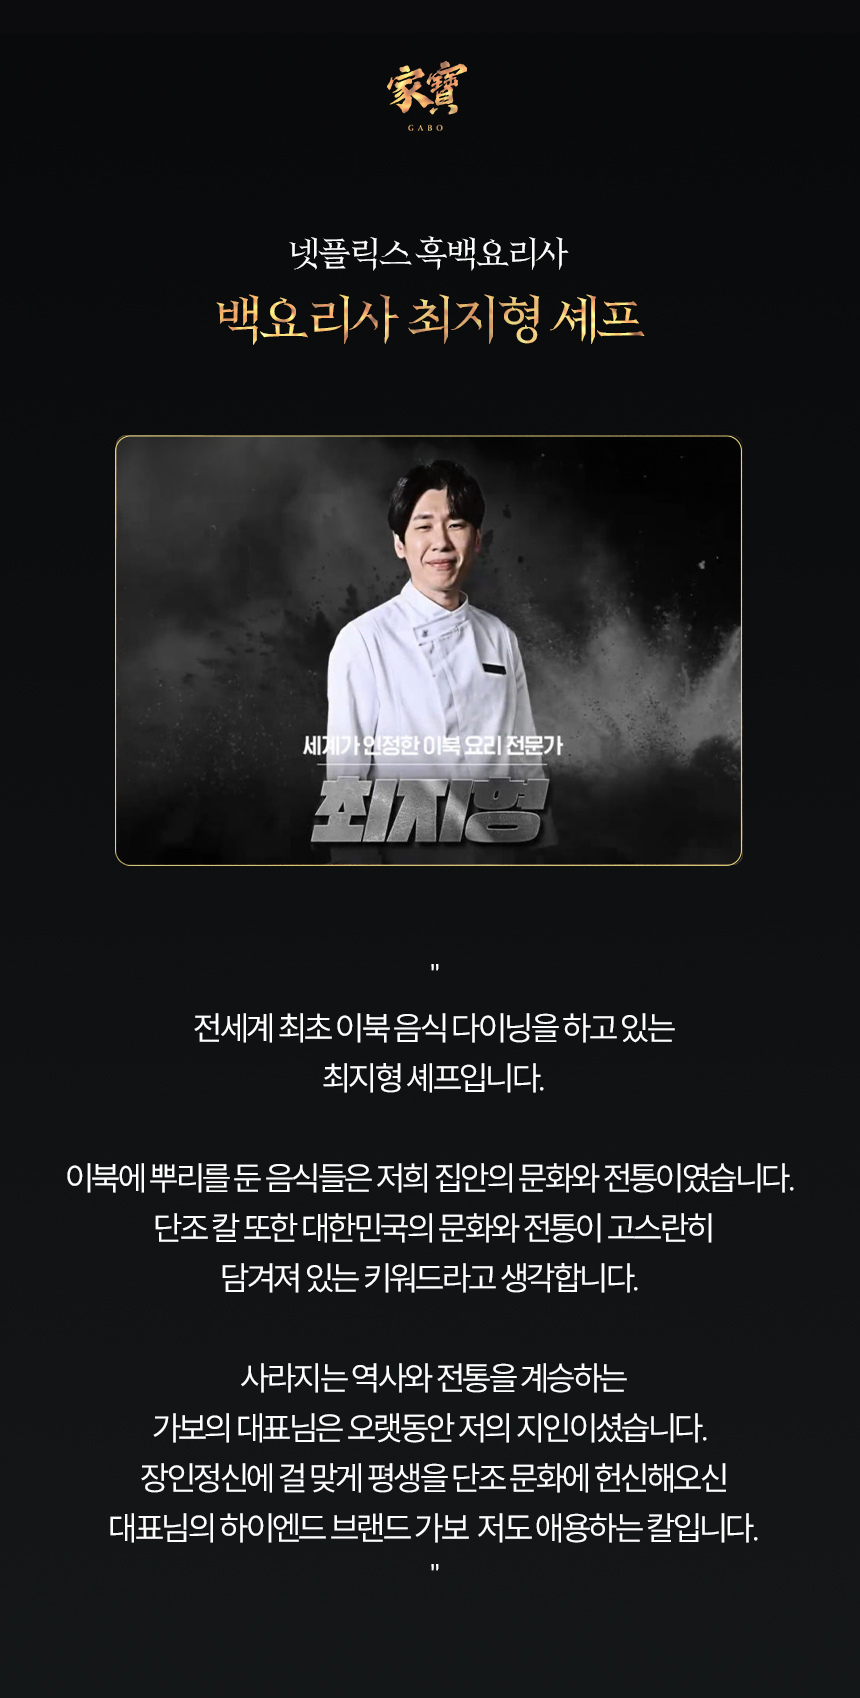 家寶
GABO
넷플릭스 흑백요리사
백요리사 최지형 셰프
세계가 인정한 이북 요리 전문가
최지형
"
전세계 최초 이북 음식 다이닝을 하고 있는
최지형 셰프입니다.
이북에 뿌리를 둔 음식들은 저희 집안의 문화와 전통이였습니다.
단조 칼 또한 대한민국의 문화와 전통이 고스란히
담겨져 있는 키워드라고 생각합니다.
사라지는 역사와 전통을 계승하는
가보의 대표님은 오랫동안 저의 지인이셨습니다.
장인정신에 걸 맞게 평생을 단조 문화에 헌신해오신
대표님의 하이엔드 브랜드 가보 저도 애용하는 칼입니다.
"